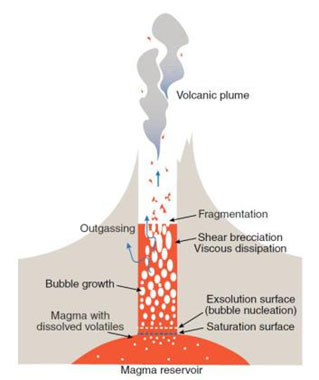 Volcanic plume
Fragmentation
Outgassing
Shear brecciation
Viscous dissipation
Bubble growth
Exsolution surface
(bubble nucleation)
Magma with
dissolved volatiles
Saturation surface
Magma reservoir